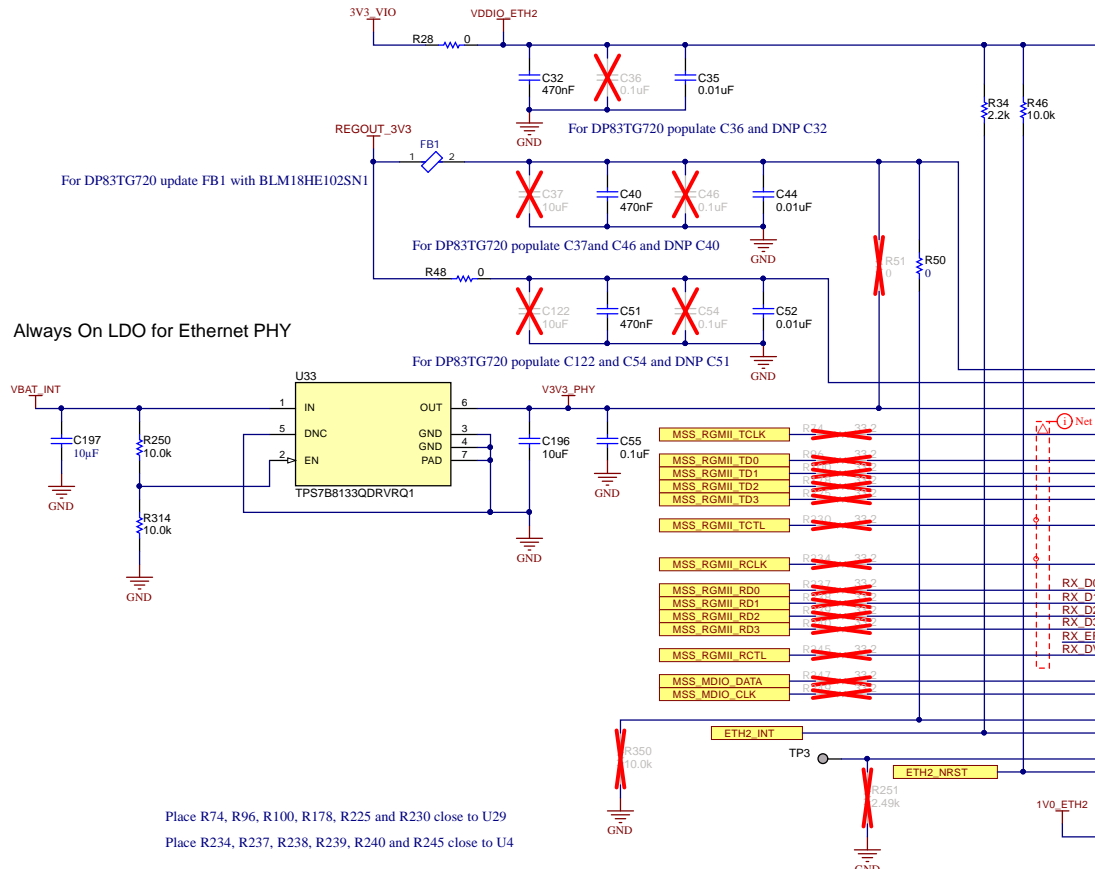 3V3_VIO
VDDIO_ETH2
R28
0
C32
470nF
C36
0.1uF
C35
0.01uF
R34
2.2k
R46
10.0k
GND
For DP83TG720 populate C36 and DNP C32
REGOUT_3V3
FB1
1
2
For DP83TG720 update FB1 with BLM18HE102SN1
C37
10uF
C40
470nF
C46
0.1uF
C44
0.01uF
For DP83TG720 populate C37and C46 and DNP C40
GND
R51
0
R50
0
R48
0
C122
10uF
C51
470nF
C54
0.1uF
C52
0.01uF
Always On LDO for Ethernet PHY
For DP83TG720 populate C122 and C54 and DNP C51
GND
U33
VBAT_INT
V3V3_PHY
1
IN
OUT
6
5
DNC
GND
3
GND
4
2
EN
PAD
7
TPS7B8133QDRVRQ1
C197
10µF
R250
10.0k
C196
10uF
C55
0.1uF
GND
GND
R314
10.0k
GND
GND
Net
MSS_RGMII_TCLK
MSS_RGMII_TD0
MSS_RGMII_TD1
MSS_RGMII_TD2
MSS_RGMII_TD3
MSS_RGMII_TCTL
MSS_RGMII_RCLK
MSS_RGMII_RD0
RX_D0
MSS_RGMII_RD1
RX_D1
MSS_RGMII_RD2
RX_D2
MSS_RGMII_RD3
RX_D3
MSS_RGMII_RCTL
MSS_MDIO_DATA
MSS_MDIO_CLK
ETH2_INT
R350
10.0k
TP3
ETH2_NRST
R251
2.49k
GND
GND
1V0_ETH2
Place R74, R96, R100, R178, R225 and R230 close to U29
Place R234, R237, R238, R239, R240 and R245 close to U4